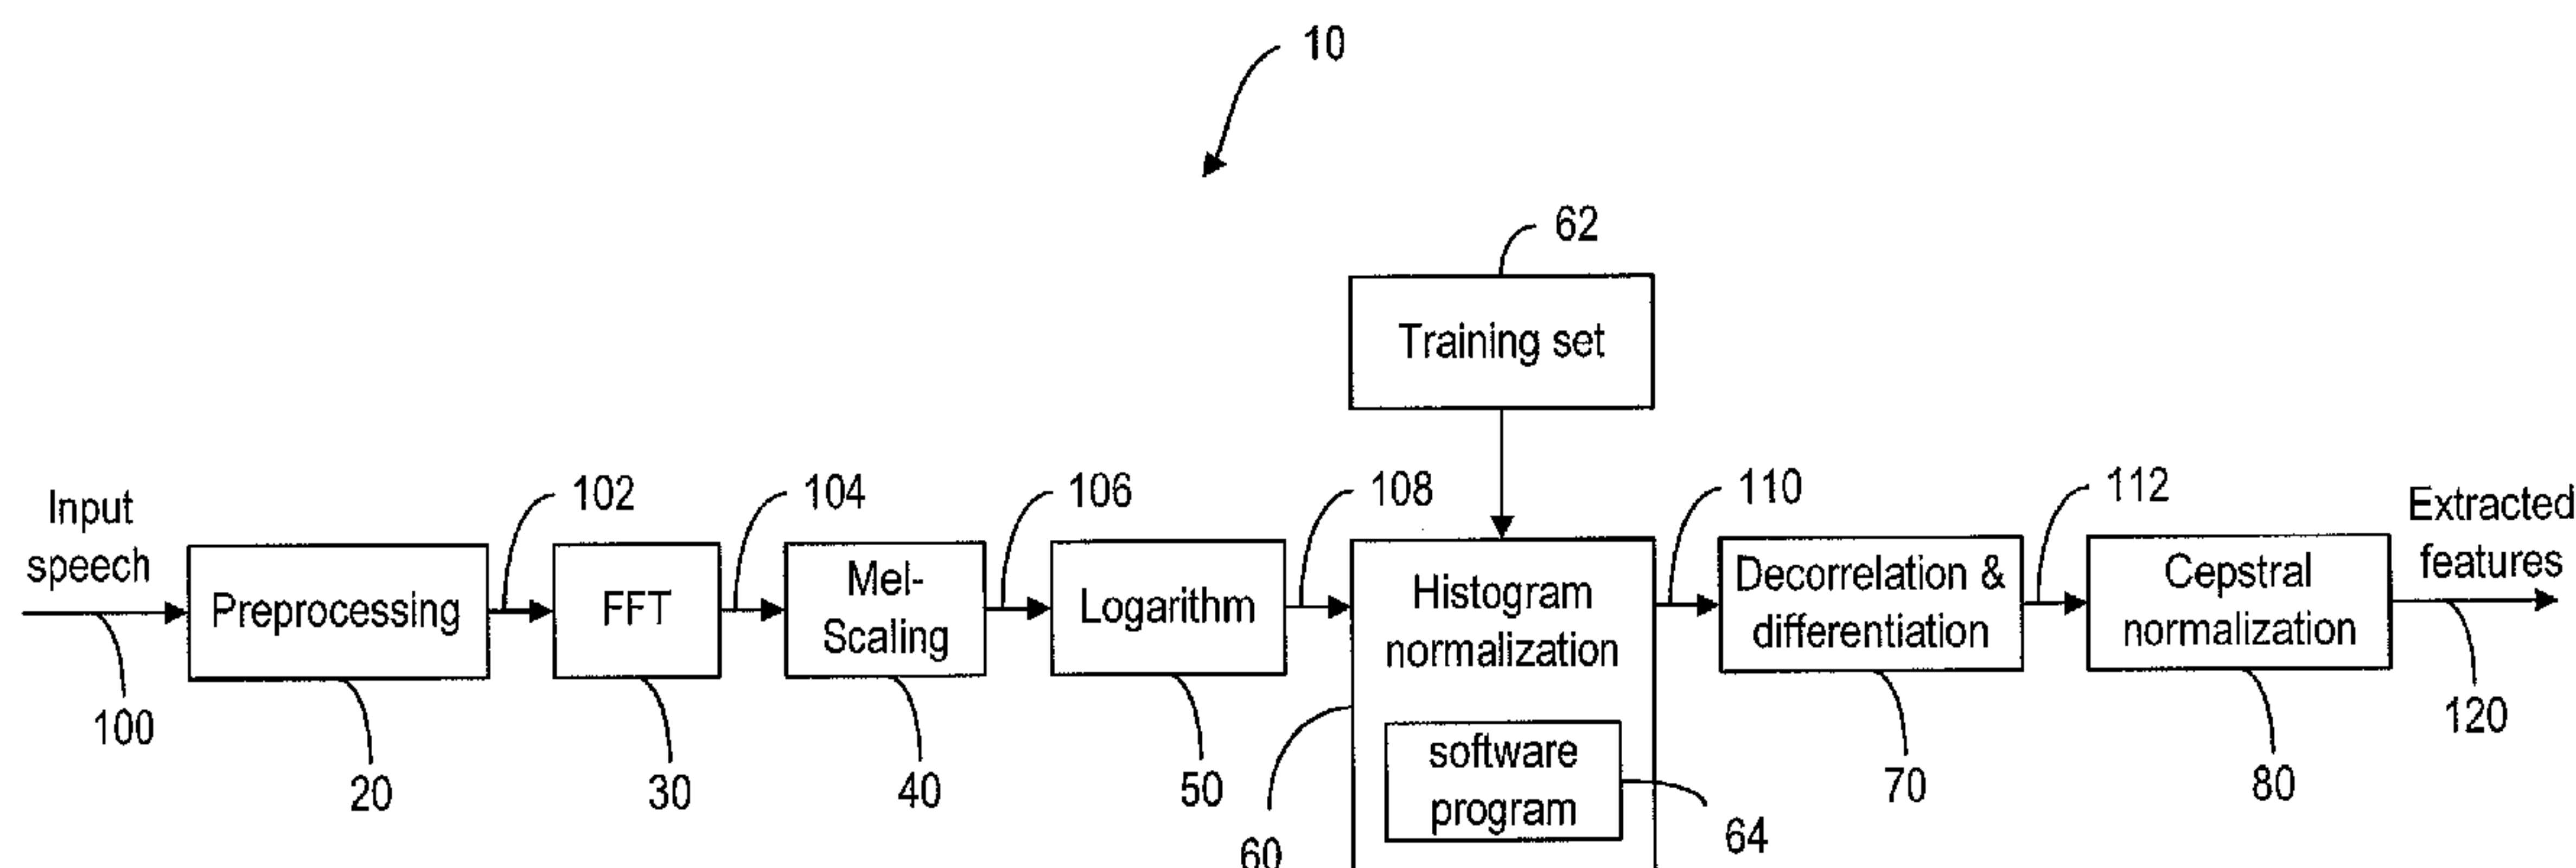 10
62
Training set
Input
speech
102
104
106
108
110
112
Extracted
features
Preprocessing
FFT
Mel-
Scaling
Logarithm
Histogram
normalization
Decorrelation &
differentiation
Cepstral
normalization
software
program
100
20
30
40
50
60
64
70
80
120